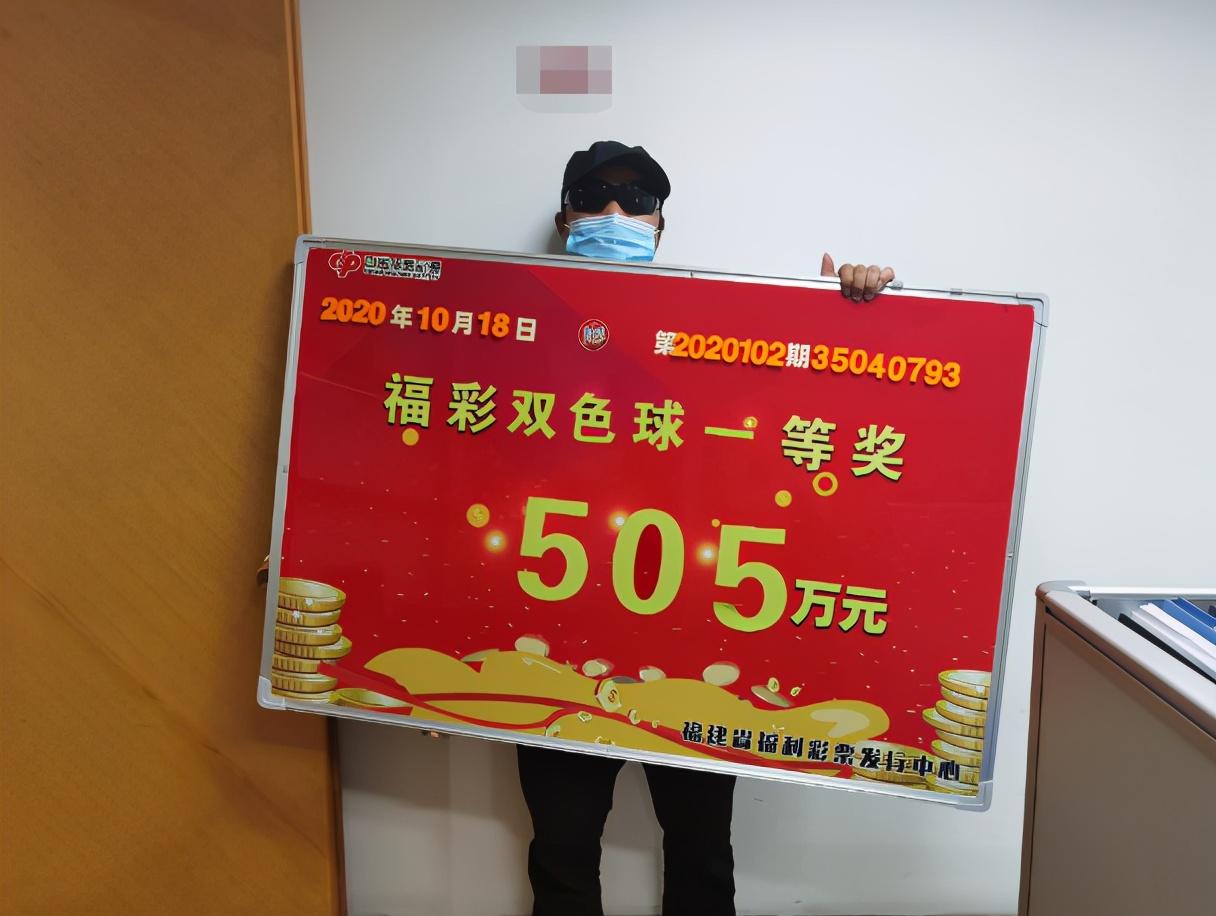 2020年10月18日
第2020102期35040793
福彩双色球一等奖
505万元
福建省福利彩票发行中心